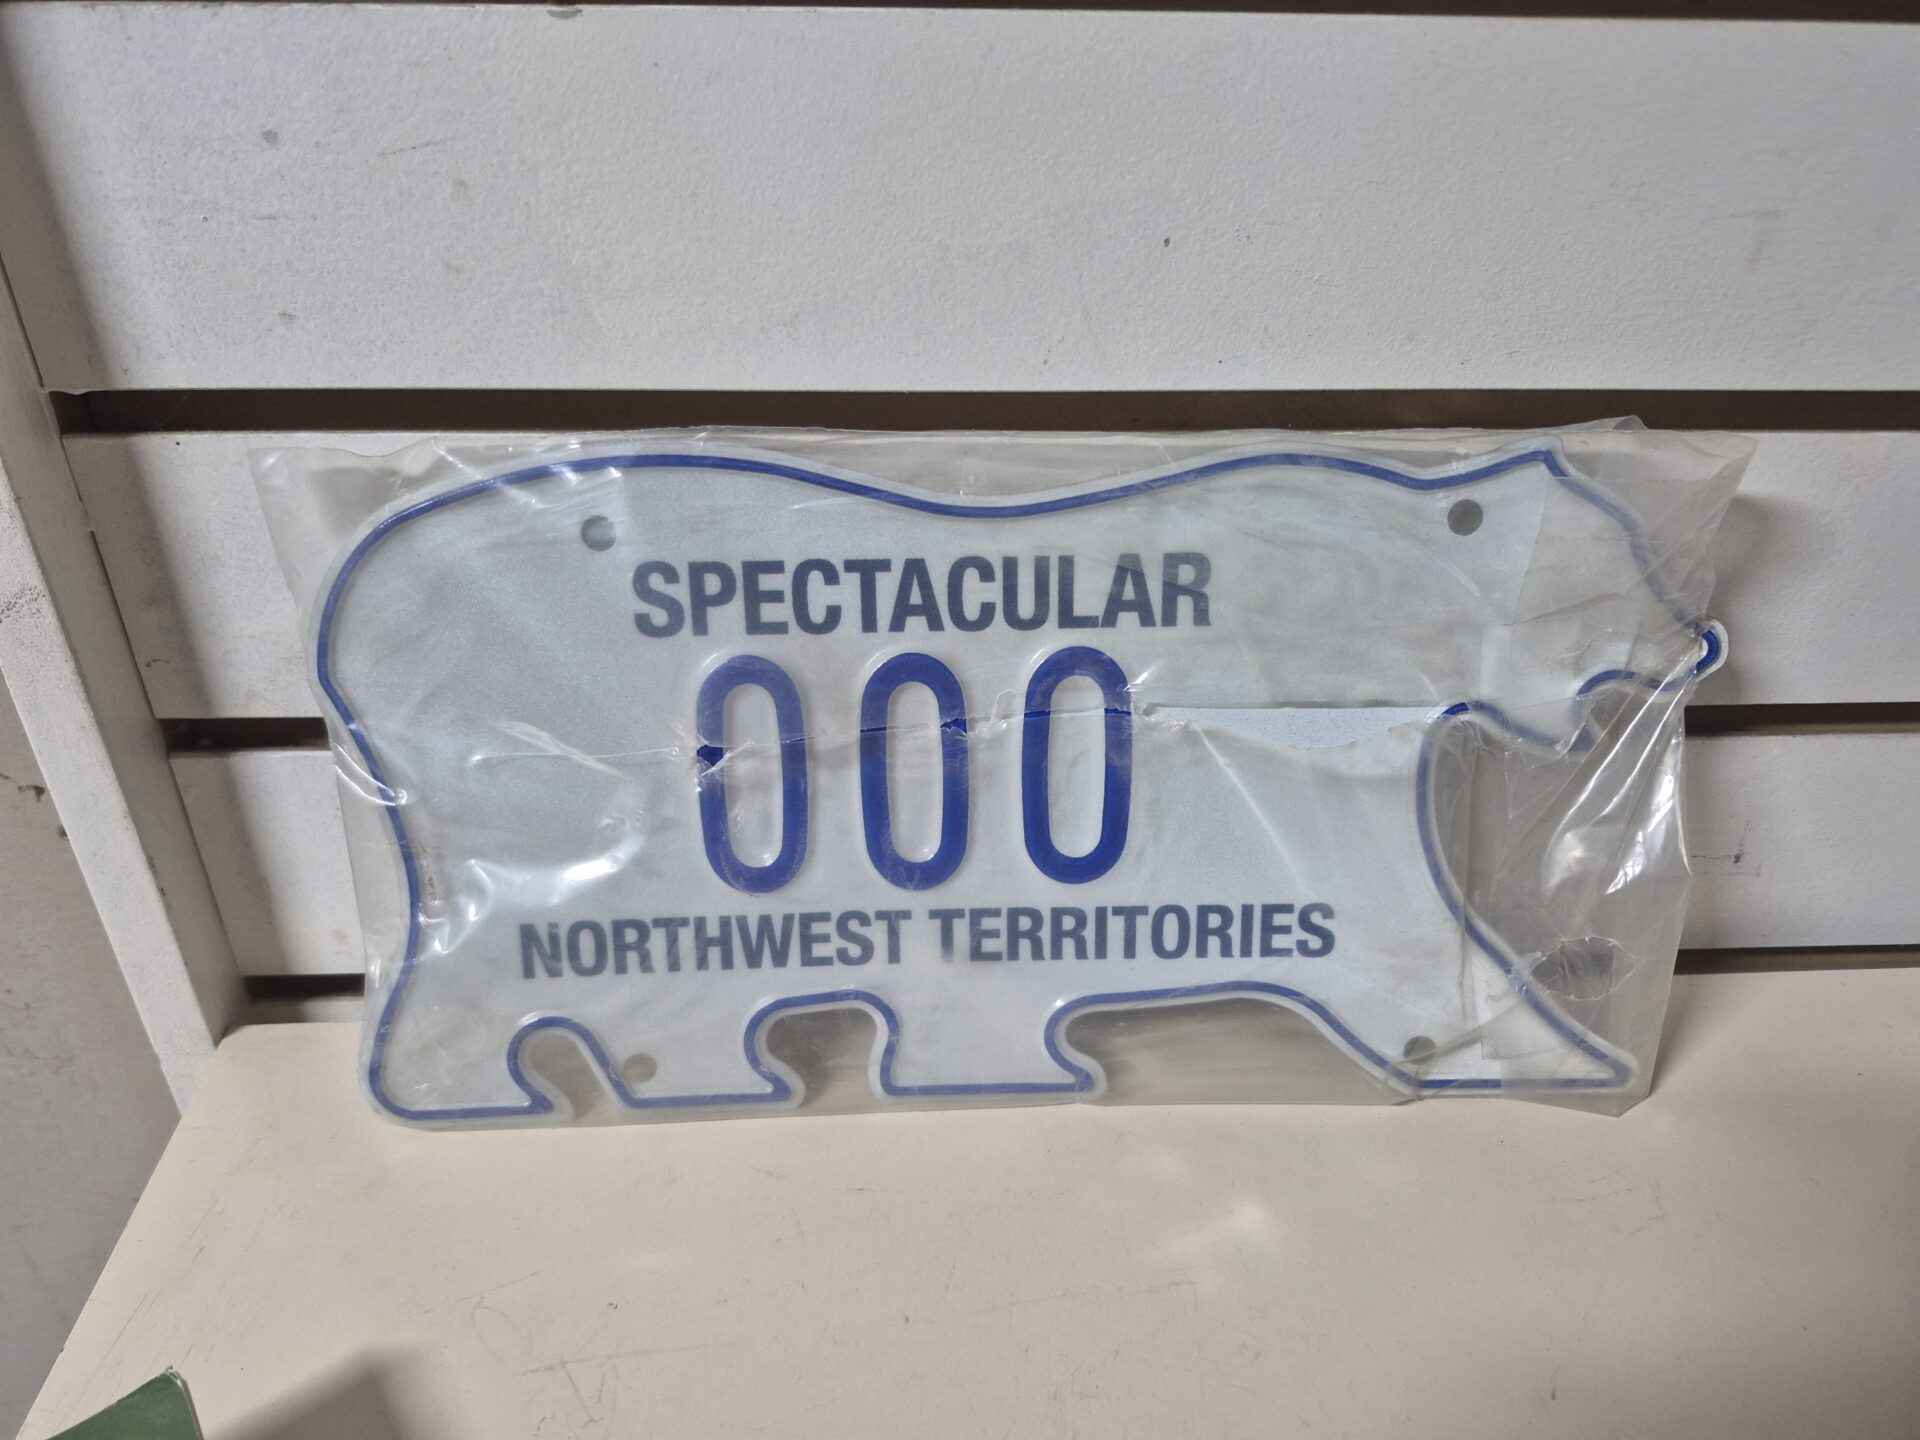 SPECTACULAR
000
NORTHWEST TERRITORIES